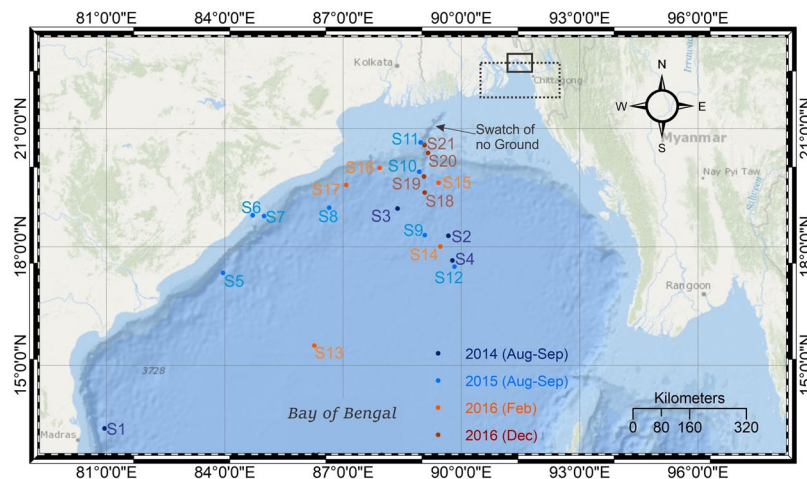 81°0'0"E 84°0'0"E 87°0'0"E 90°0'0"E 93°0'0"E 96°0'0"E
Kolkata
Chittagong
Irrawaddy
N
W E
S
21°0'0"N
21°0'0"N
Swatch of
no Ground
Myanmar
S11
S21
S20
S10
S16
S19
S15
S17
S18
Nay Pyi Taw
S6
S7
S8
S3
S9
S2
18°0'0"N
18°0'0"N
S14
S4
S12
S5
Rangoon
S13
15°0'0"N
15°0'0"N
3728
2014 (Aug-Sep)
2015 (Aug-Sep)
2016 (Feb)
2016 (Dec)
Bay of Bengal
Kilometers
0 80 160 320
Madras
S1
81°0'0"E 84°0'0"E 87°0'0"E 90°0'0"E 93°0'0"E 96°0'0"E